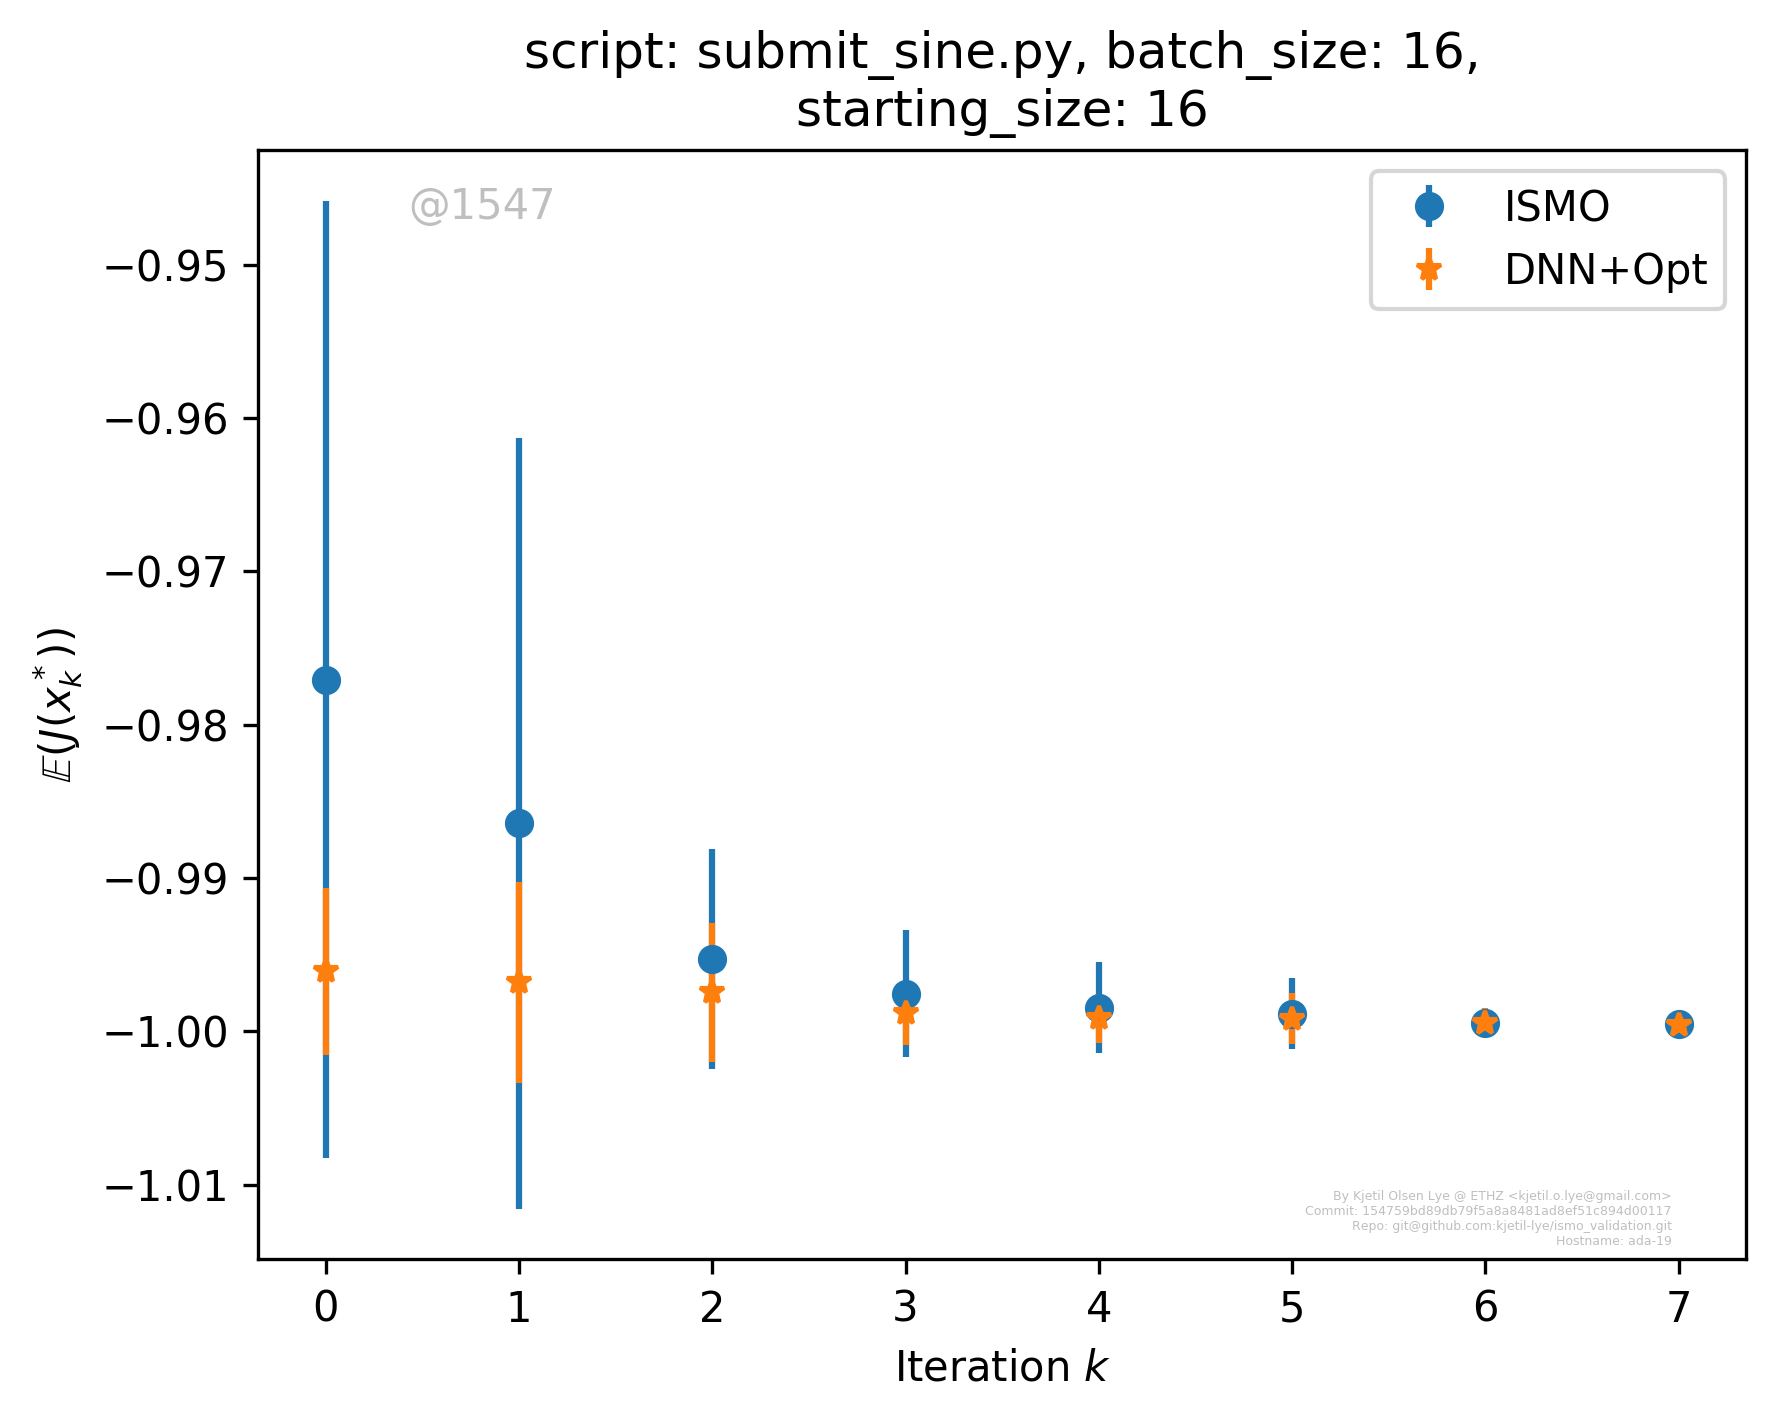 script: submit_sine.py, batch_size: 16,
starting_size: 16
@1547
ISMO
DNN+Opt
−0.95
−0.96
−0.97
−0.98
−0.99
−1.00
−1.01
𝔼(J(x*k))
By Kjetil Olsen Lye @ ETHZ <kjetil.o.lye@gmail.com>
Commit: 154759bd89db79f5a8a8481ad8ef51c894d00117
Repo: git@github.com:kjetil-lye/ismo_validation.git
Hostname: ada-19
0 1 2 3 4 5 6 7
Iteration k